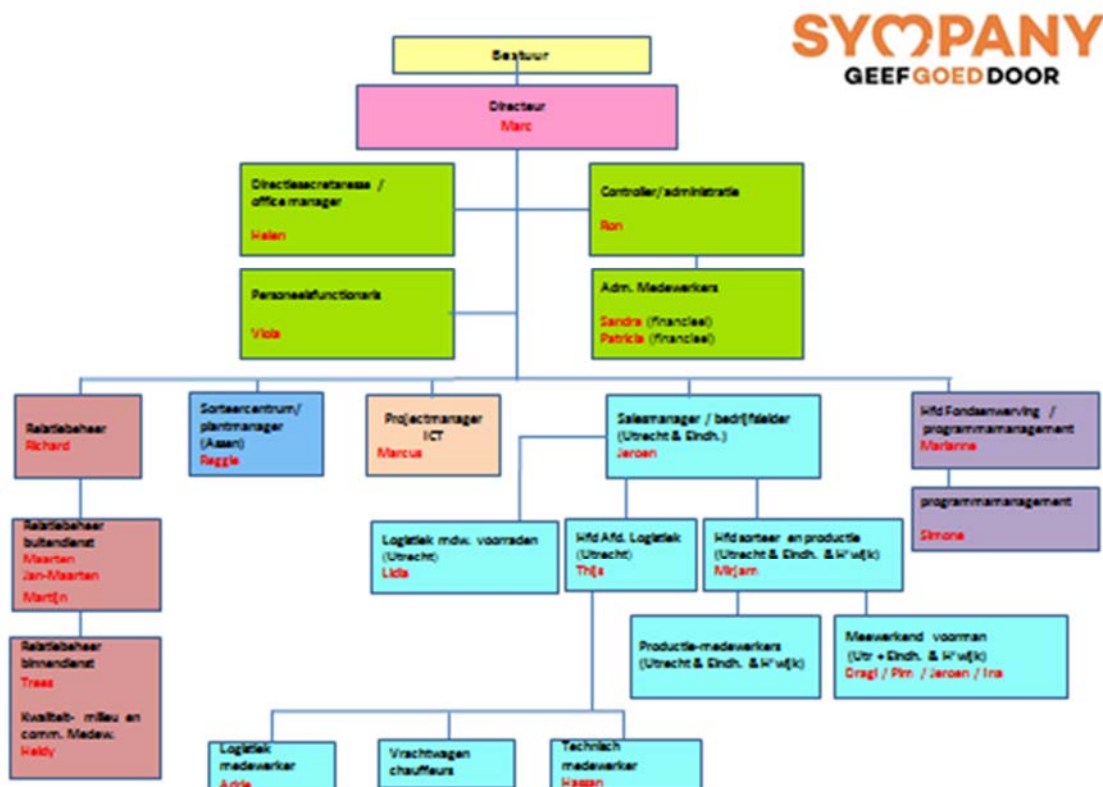 SYMPANY
GEEF GOED DOOR
Bestuur
Directeur
Marc
Directiesecretaresse /
office manager
Helen
Controller/administratie
Ron
Personeelsfunctionaris
Viola
Adm. Medewerkers
Sandra (financieel)
Patricia (financieel)
Relatiebeheer
Richard
Sorteercentrum/
plantmanager
(Assen)
Reggie
Projectmanager
ICT
Marcus
Salesmanager / bedrijfsleider
(Utrecht & Eindh.)
Jeroen
Hfd Fondsenwerving /
programmamanagement
Marianne
programmamanagement
Simone
Relatiebeheer
buitendienst
Maarten
Jan-Maarten
Martijn
Logistiek mdw. voorraden
(Utrecht)
Lidia
Hfd Afd. Logistiek
(Utrecht)
Thijs
Hfd sorteer en productie
(Utrecht & Eindh. & H'wijk)
Mirjam
Relatiebeheer
binnendienst
Trees
Kwaliteit- milieu en
comm. Medew.
Heidy
Productie-medewerkers
(Utrecht & Eindh. & H'wijk)
Meewerkend voorman
(Utr + Eindh. & H'wijk)
Dragi / Pim / Jeroen / Ina
Logistiek
medewerker
Vrachtwagen
chauffeurs
Technisch
medewerker
Hassan